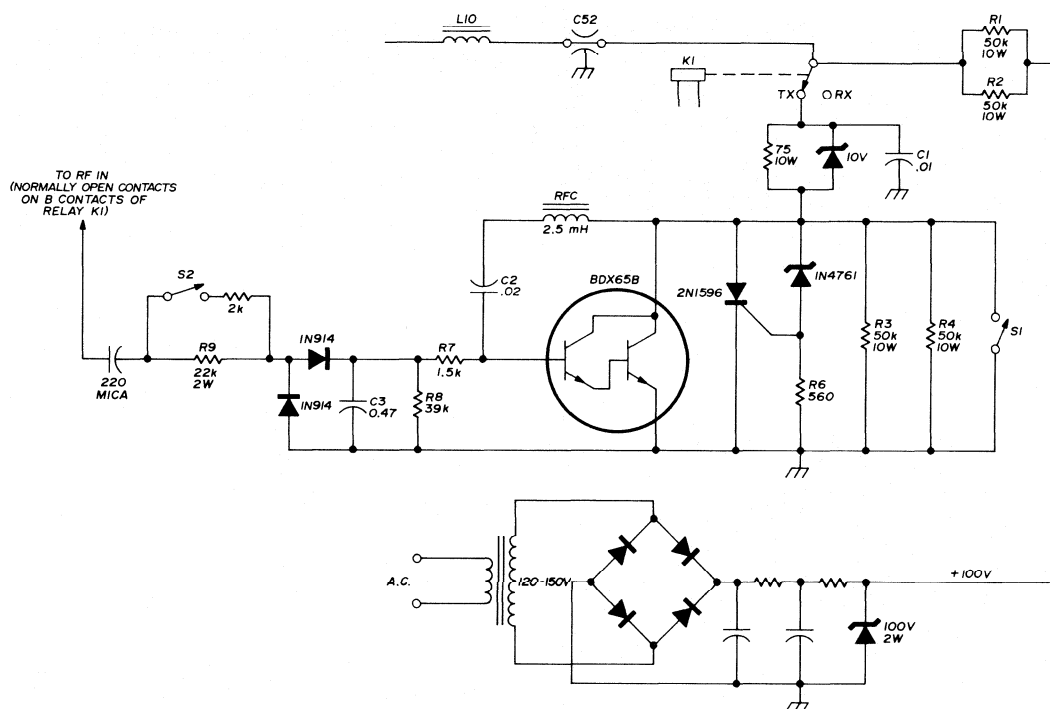 L10
C52
K1
TX
RX
R1
50k
10W
R2
50k
10W
75
10W
10V
C1
.01
TO RF IN
(NORMALLY OPEN CONTACTS
ON B CONTACTS OF
RELAY K1)
RFC
2.5 mH
S2
2k
C2
.02
BDX65B
2N1596
1N4761
R3
50k
10W
R4
50k
10W
S1
220
MICA
R9
22k
2W
1N914
1N914
C3
0.47
R8
39k
R7
1.5k
R6
560
A.C.
120-150V
+100V
100V
2W